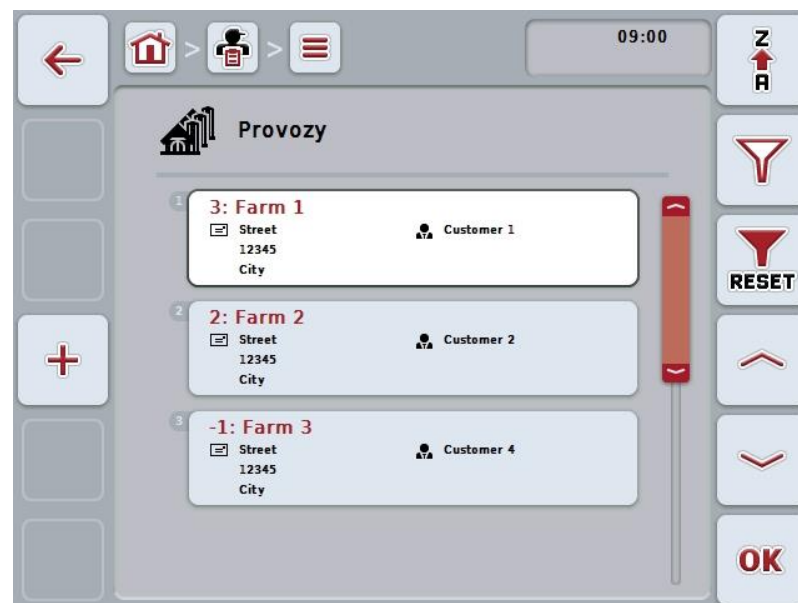 09:00
Z
A
Provozy
1
3: Farm 1
Street
Customer 1
12345
City
RESET
2
2: Farm 2
Street
Customer 2
12345
City
3
-1: Farm 3
Street
Customer 4
12345
City
OK